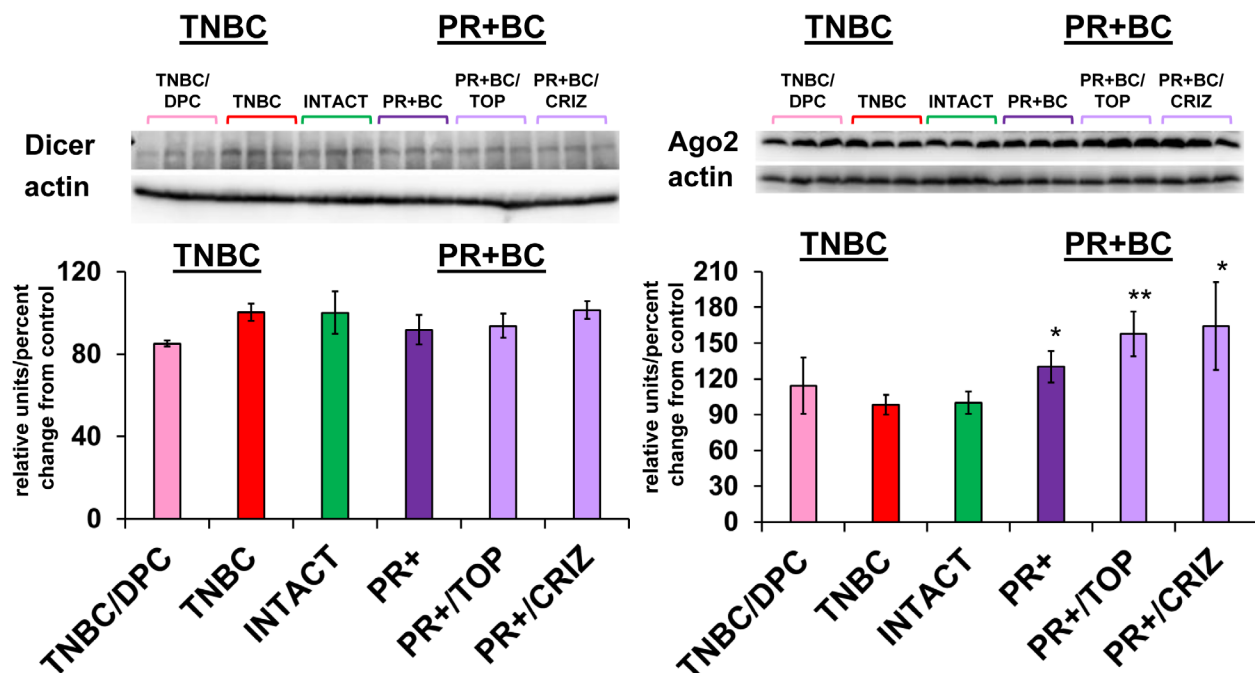 TNBC
PR+BC
TNBC/
DPC
TNBC
INTACT
PR+BC
PR+BC/
TOP
PR+BC/
CRIZ
Dicer
actin
TNBC
PR+BC
relative units/percent
change from control
120
80
40
0
TNBC/DPC
TNBC
INTACT
PR+
PR+/TOP
PR+/CRIZ
TNBC
PR+BC
TNBC/
DPC
TNBC
INTACT
PR+BC
PR+BC/
TOP
PR+BC/
CRIZ
Ago2
actin
TNBC
PR+BC
relative units/percent
change from control
210
180
150
120
90
60
30
0
*
**
*
TNBC/DPC
TNBC
INTACT
PR+
PR+/TOP
PR+/CRIZ